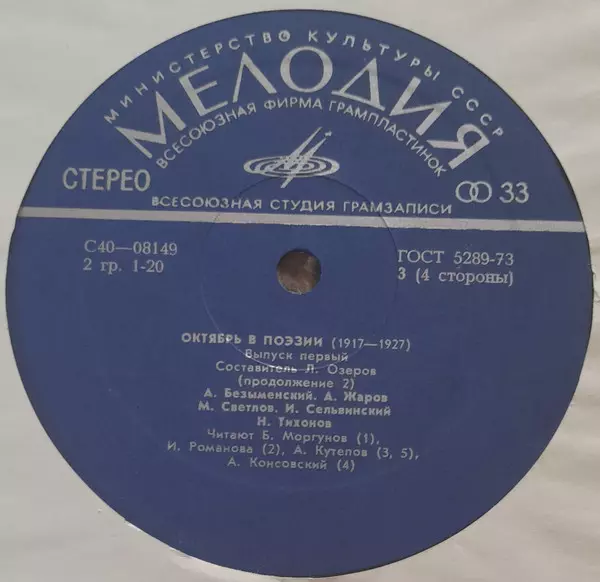 МИНИСТЕРСТВО КУЛЬТУРЫ СССР
МЕЛОДИЯ
ВСЕСОЮЗНАЯ ФИРМА ГРАМПЛАСТИНОК
СТЕРЕО
33
ВСЕСОЮЗНАЯ СТУДИЯ ГРАМЗАПИСИ
С40—08149
ГОСТ 5289-73
2 гр. 1-20
3 (4 стороны)
ОКТЯБРЬ В ПОЭЗИИ (1917—1927)
Выпуск первый
Составитель Л. Озеров
(продолжение 2)
А. Безыменский, А. Жаров
М. Светлов, И. Сельвинский
Н. Тихонов
Читают Б. Моргунов (1),
И. Романова (2), А. Кутепов (3, 5),
А. Консовский (4)